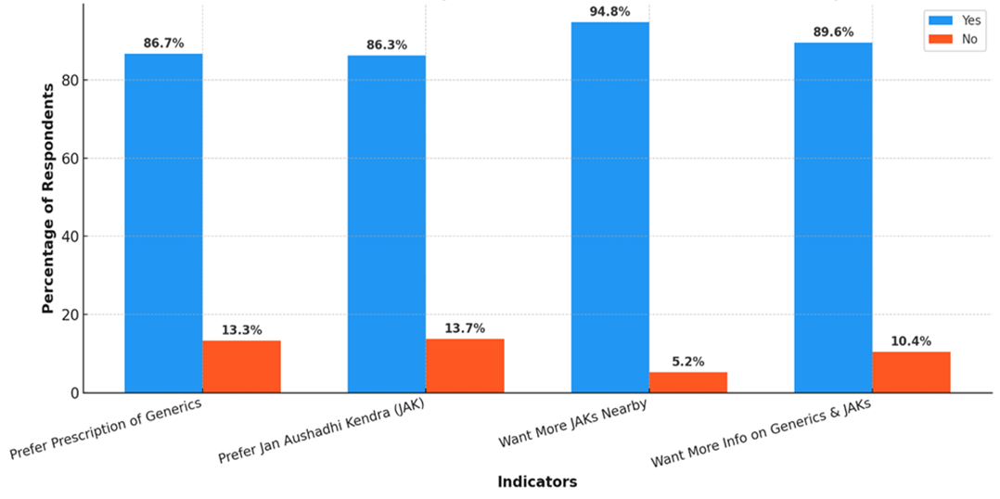 94.8%
Yes
No
89.6%
86.7%
86.3%
80
60
40
20
0
13.3%
13.7%
5.2%
10.4%
Percentage of Respondents
Prefer Prescription of Generics
Prefer Jan Aushadhi Kendra (JAK)
Want More JAKs Nearby
Want More Info on Generics & JAKs
Indicators